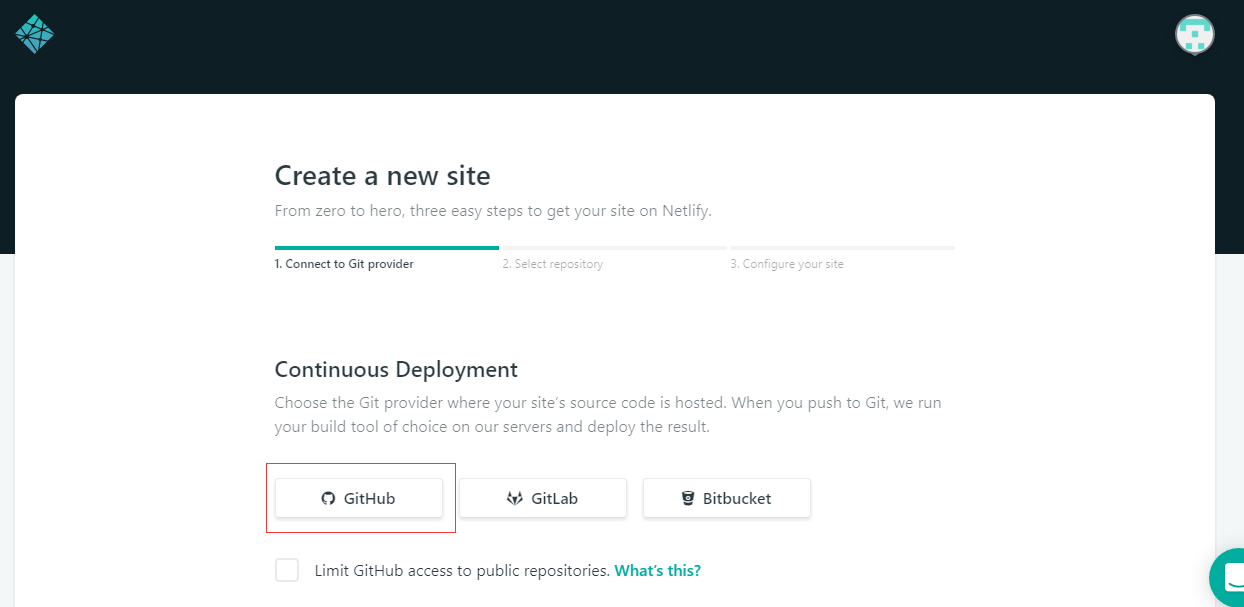 Create a new site
From zero to hero, three easy steps to get your site on Netlify.
1. Connect to Git provider
2. Select repository
3. Configure your site
Continuous Deployment
Choose the Git provider where your site's source code is hosted. When you push to Git, we run
your build tool of choice on our servers and deploy the result.
GitHub
GitLab
Bitbucket
Limit GitHub access to public repositories. What's this?